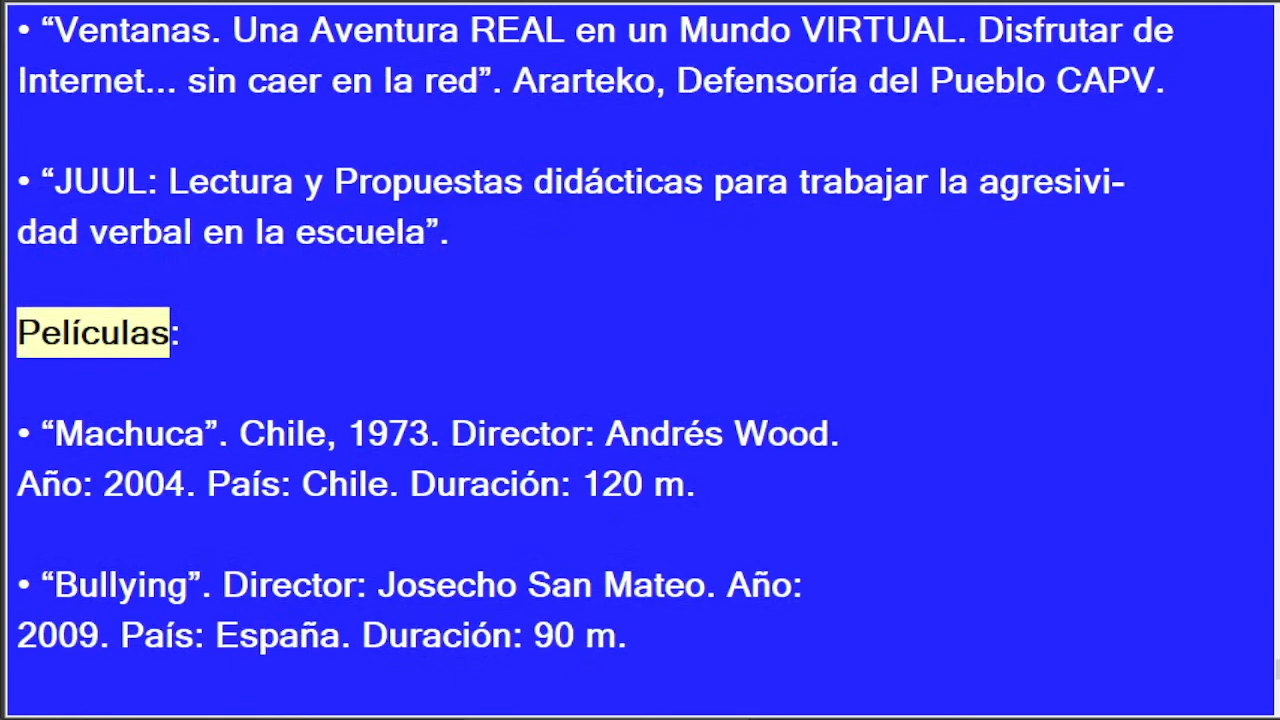 • “Ventanas. Una Aventura REAL en un Mundo VIRTUAL. Disfrutar de
Internet... sin caer en la red”. Ararteko, Defensoría del Pueblo CAPV.
• “JUUL: Lectura y Propuestas didácticas para trabajar la agresivi-
dad verbal en la escuela”.
Películas:
• “Machuca”. Chile, 1973. Director: Andrés Wood.
Año: 2004. País: Chile. Duración: 120 m.
• “Bullying”. Director: Josecho San Mateo. Año:
2009. País: España. Duración: 90 m.